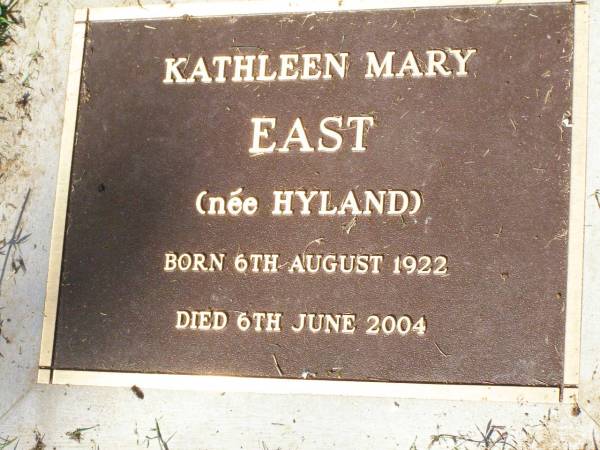 KATHLEEN MARY
EAST
(née HYLAND)
BORN 6TH AUGUST 1922
DIED 6TH JUNE 2004